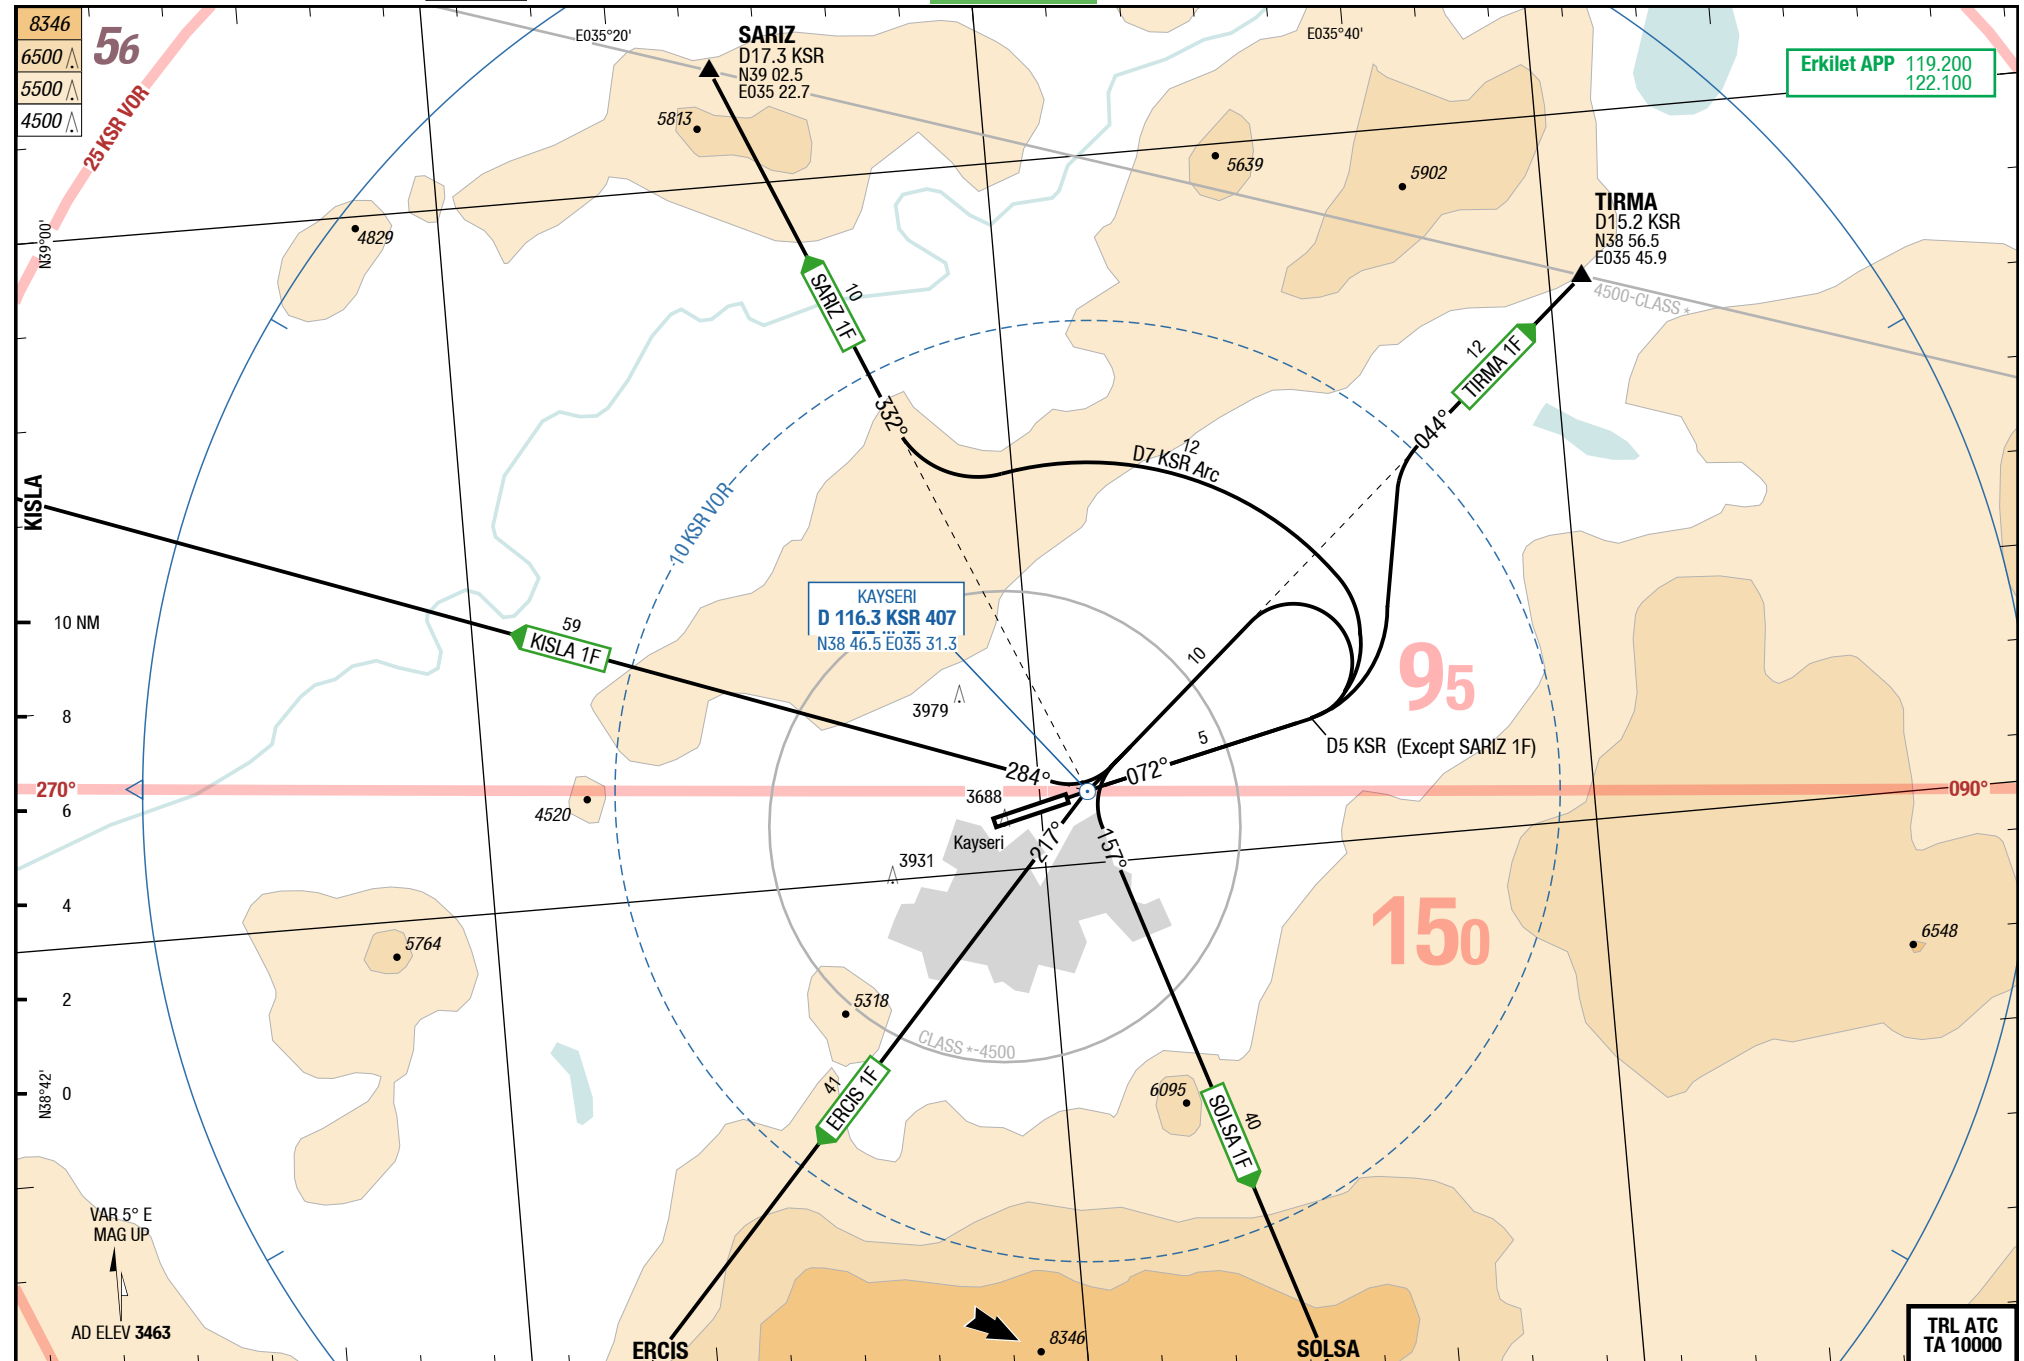 8346
6500
5500
4500
56
25 KSR VOR
E035°20'
SARIZ
D17.3 KSR
N39 02.5
E035 22.7
E035°40'
Erkilet APP 119.200
122.100
5813
5639
5902
TIRMA
D15.2 KSR
N38 56.5
E035 45.9
4500-CLASS *
4829
N39°00'
SARIZ 1F
10
12
TIRMA 1F
332°
044°
12
D7 KSR Arc
KISLA
10 KSR VOR
KAYSERI
D 116.3 KSR 407
N38 46.5 E035 31.3
10 NM
59
KISLA 1F
10
95
3979
8
5
D5 KSR (Except SARIZ 1F)
284°
072°
270°
090°
3688
6
4520
Kayseri
217°
157°
3931
4
150
5764
6548
2
5318
CLASS *-4500
N38°42'
0
41
ERCIS 1F
6095
SOLSA 1F
40
VAR 5° E
MAG UP
AD ELEV 3463
ERCIS
8346
SOLSA
TRL ATC
TA 10000